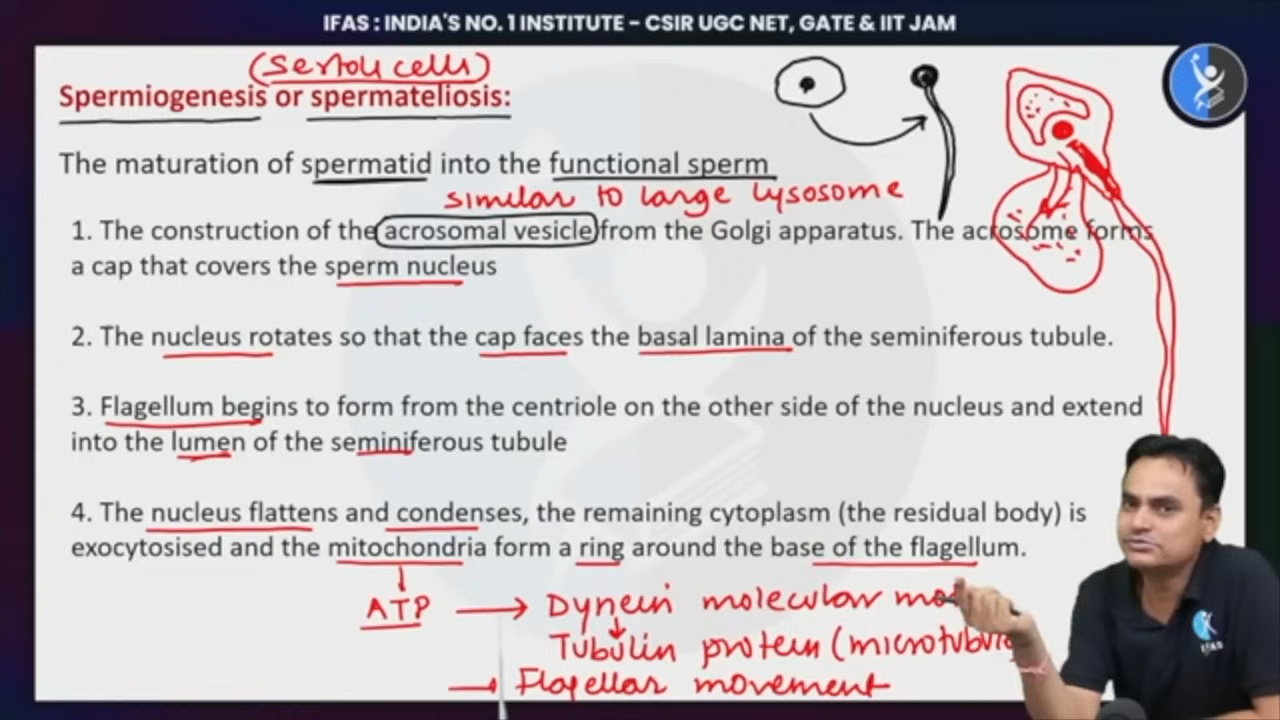 IFAS : INDIA'S NO. 1 INSTITUTE – CSIR UGC NET, GATE & IIT JAM
(Sertoli cells)
Spermiogenesis or spermateliosis:
The maturation of spermatid into the functional sperm
similar to large lysosome
1. The construction of the acrosomal vesicle from the Golgi apparatus. The acrosome forms
a cap that covers the sperm nucleus
2. The nucleus rotates so that the cap faces the basal lamina of the seminiferous tubule.
3. Flagellum begins to form from the centriole on the other side of the nucleus and extend
into the lumen of the seminiferous tubule
4. The nucleus flattens and condenses, the remaining cytoplasm (the residual body) is
exocytosised and the mitochondria form a ring around the base of the flagellum.
ATP → Dynein molecular
Tubulin protein
Flagellar movement
IFAS